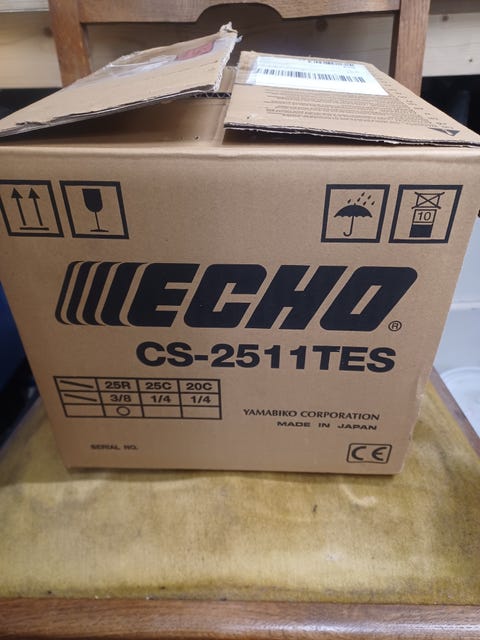 10
ECHO®
CS-2511TES
25R 25C 20C
3/8 1/4 1/4
YAMABIKO CORPORATION
MADE IN JAPAN
SERIAL NO.
CE